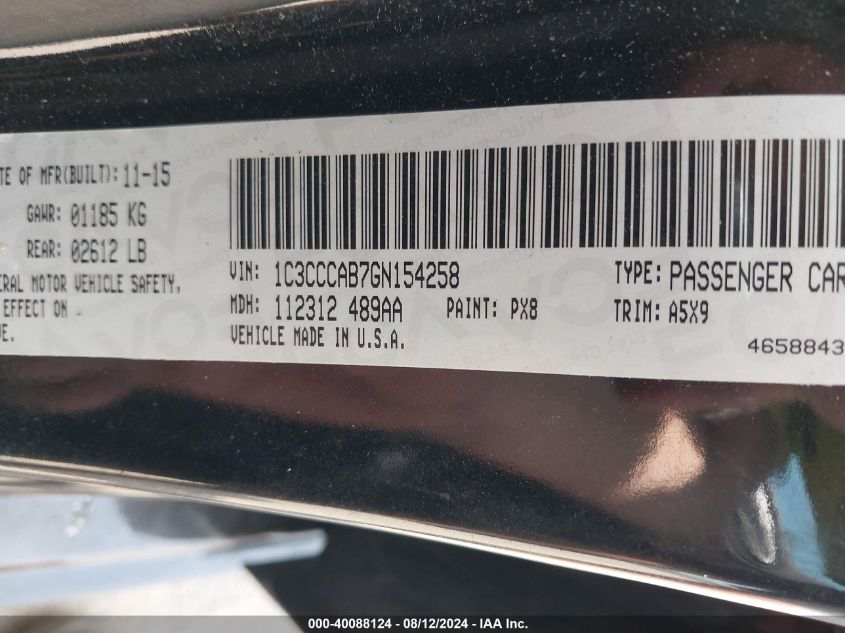 TE OF MFR(BUILT): 11-15
GAWR: 01185 KG
REAR: 02612 LB
ERAL MOTOR VEHICLE SAFETY,
EFFECT ON
VE.
VIN: 1C3CCCAB7GN154258 TYPE: PASSENGER CAR
MDH: 112312 489AA PAINT: PX8 TRIM: A5X9
VEHICLE MADE IN U.S.A.
4658843
000-40088124 - 08/12/2024 - IAA Inc.